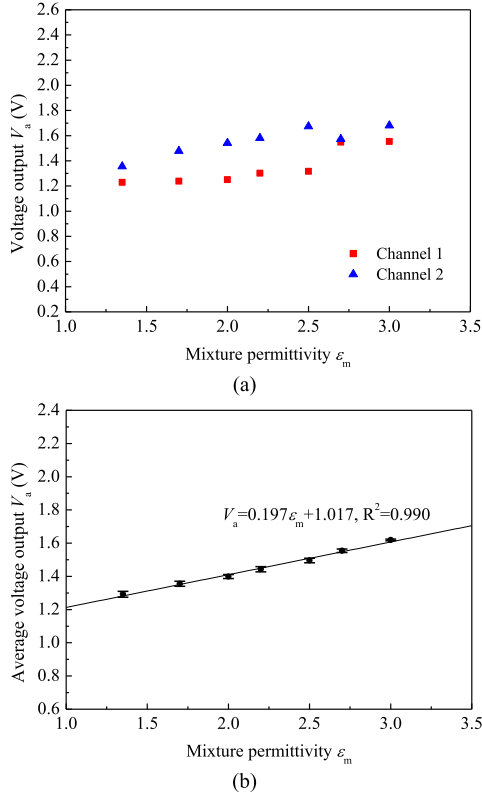 2.4
2.2
2.0
1.8
1.6
1.4
1.2
1.0
0.8
0.6
0.4
0.2
Voltage output Va (V)
Channel 1
Channel 2
1.0 1.5 2.0 2.5 3.0 3.5
Mixture permittivity εm
(a)
2.4
2.2
2.0
1.8
1.6
1.4
1.2
1.0
0.8
0.6
Average voltage output Va (V)
Va=0.197εm+1.017, R²=0.990
1.0 1.5 2.0 2.5 3.0 3.5
Mixture permittivity εm
(b)